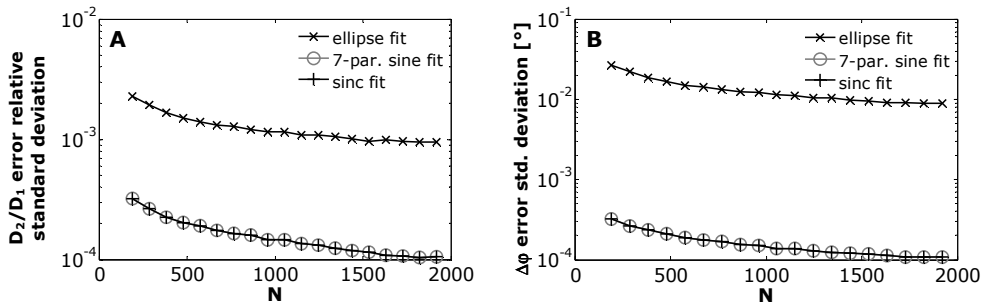 A
ellipse fit
7-par. sine fit
sinc fit
D₂/D₁ error relative
standard deviation
10⁻²
10⁻³
10⁻⁴
0 500 1000 1500 2000
N
B
ellipse fit
7-par. sine fit
sinc fit
Δφ error std. deviation [°]
10⁻¹
10⁻²
10⁻³
10⁻⁴
0 500 1000 1500 2000
N